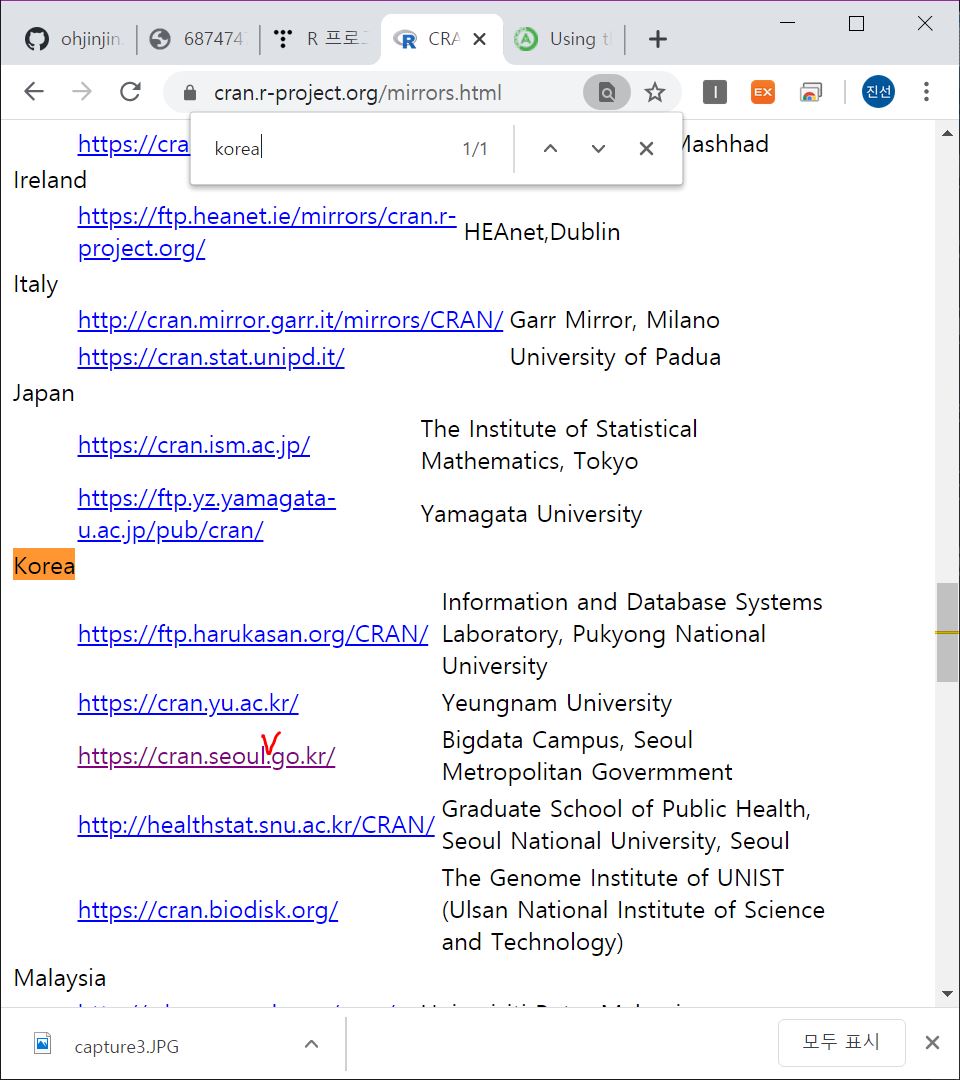 ohjinjin
687474
R 프로그
CRA
Using t
cran.r-project.org/mirrors.html
EX
진선
korea 1/1
https://cra Mashhad
Ireland
https://ftp.heanet.ie/mirrors/cran.r-
project.org/
HEAnet,Dublin
Italy
http://cran.mirror.garr.it/mirrors/CRAN/ Garr Mirror, Milano
https://cran.stat.unipd.it/ University of Padua
Japan
https://cran.ism.ac.jp/
The Institute of Statistical
Mathematics, Tokyo
https://ftp.yz.yamagata-
u.ac.jp/pub/cran/
Yamagata University
Korea
https://ftp.harukasan.org/CRAN/
Information and Database Systems
Laboratory, Pukyong National
University
https://cran.yu.ac.kr/ Yeungnam University
https://cran.seoul.go.kr/
Bigdata Campus, Seoul
Metropolitan Governmment
http://healthstat.snu.ac.kr/CRAN/
Graduate School of Public Health,
Seoul National University, Seoul
https://cran.biodisk.org/
The Genome Institute of UNIST
(Ulsan National Institute of Science
and Technology)
Malaysia
capture3.JPG
모두 표시